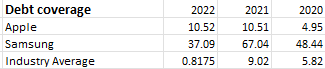 Debt coverage 2022 2021 2020
Apple 10.52 10.51 4.95
Samsung 37.09 67.04 48.44
Industry Average 0.8175 9.02 5.82